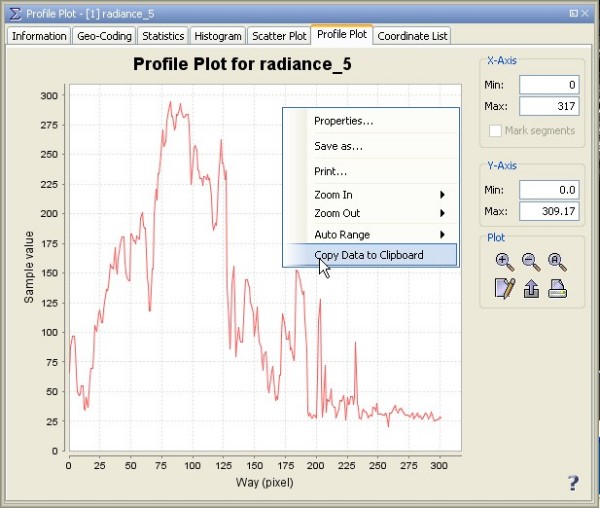 Profile Plot - [1] radiance_5
Information Geo-Coding Statistics Histogram Scatter Plot Profile Plot Coordinate List
Profile Plot for radiance_5
Sample value
300
275
250
225
200
175
150
125
100
75
50
25
0
0 25 50 75 100 125 150 175 200 225 250 275 300
Way (pixel)
Properties...
Save as...
Print...
Zoom In
Zoom Out
Auto Range
Copy Data to Clipboard
X-Axis
Min: 0
Max: 317
Mark segments
Y-Axis
Min: 0.0
Max: 309.17
Plot
?